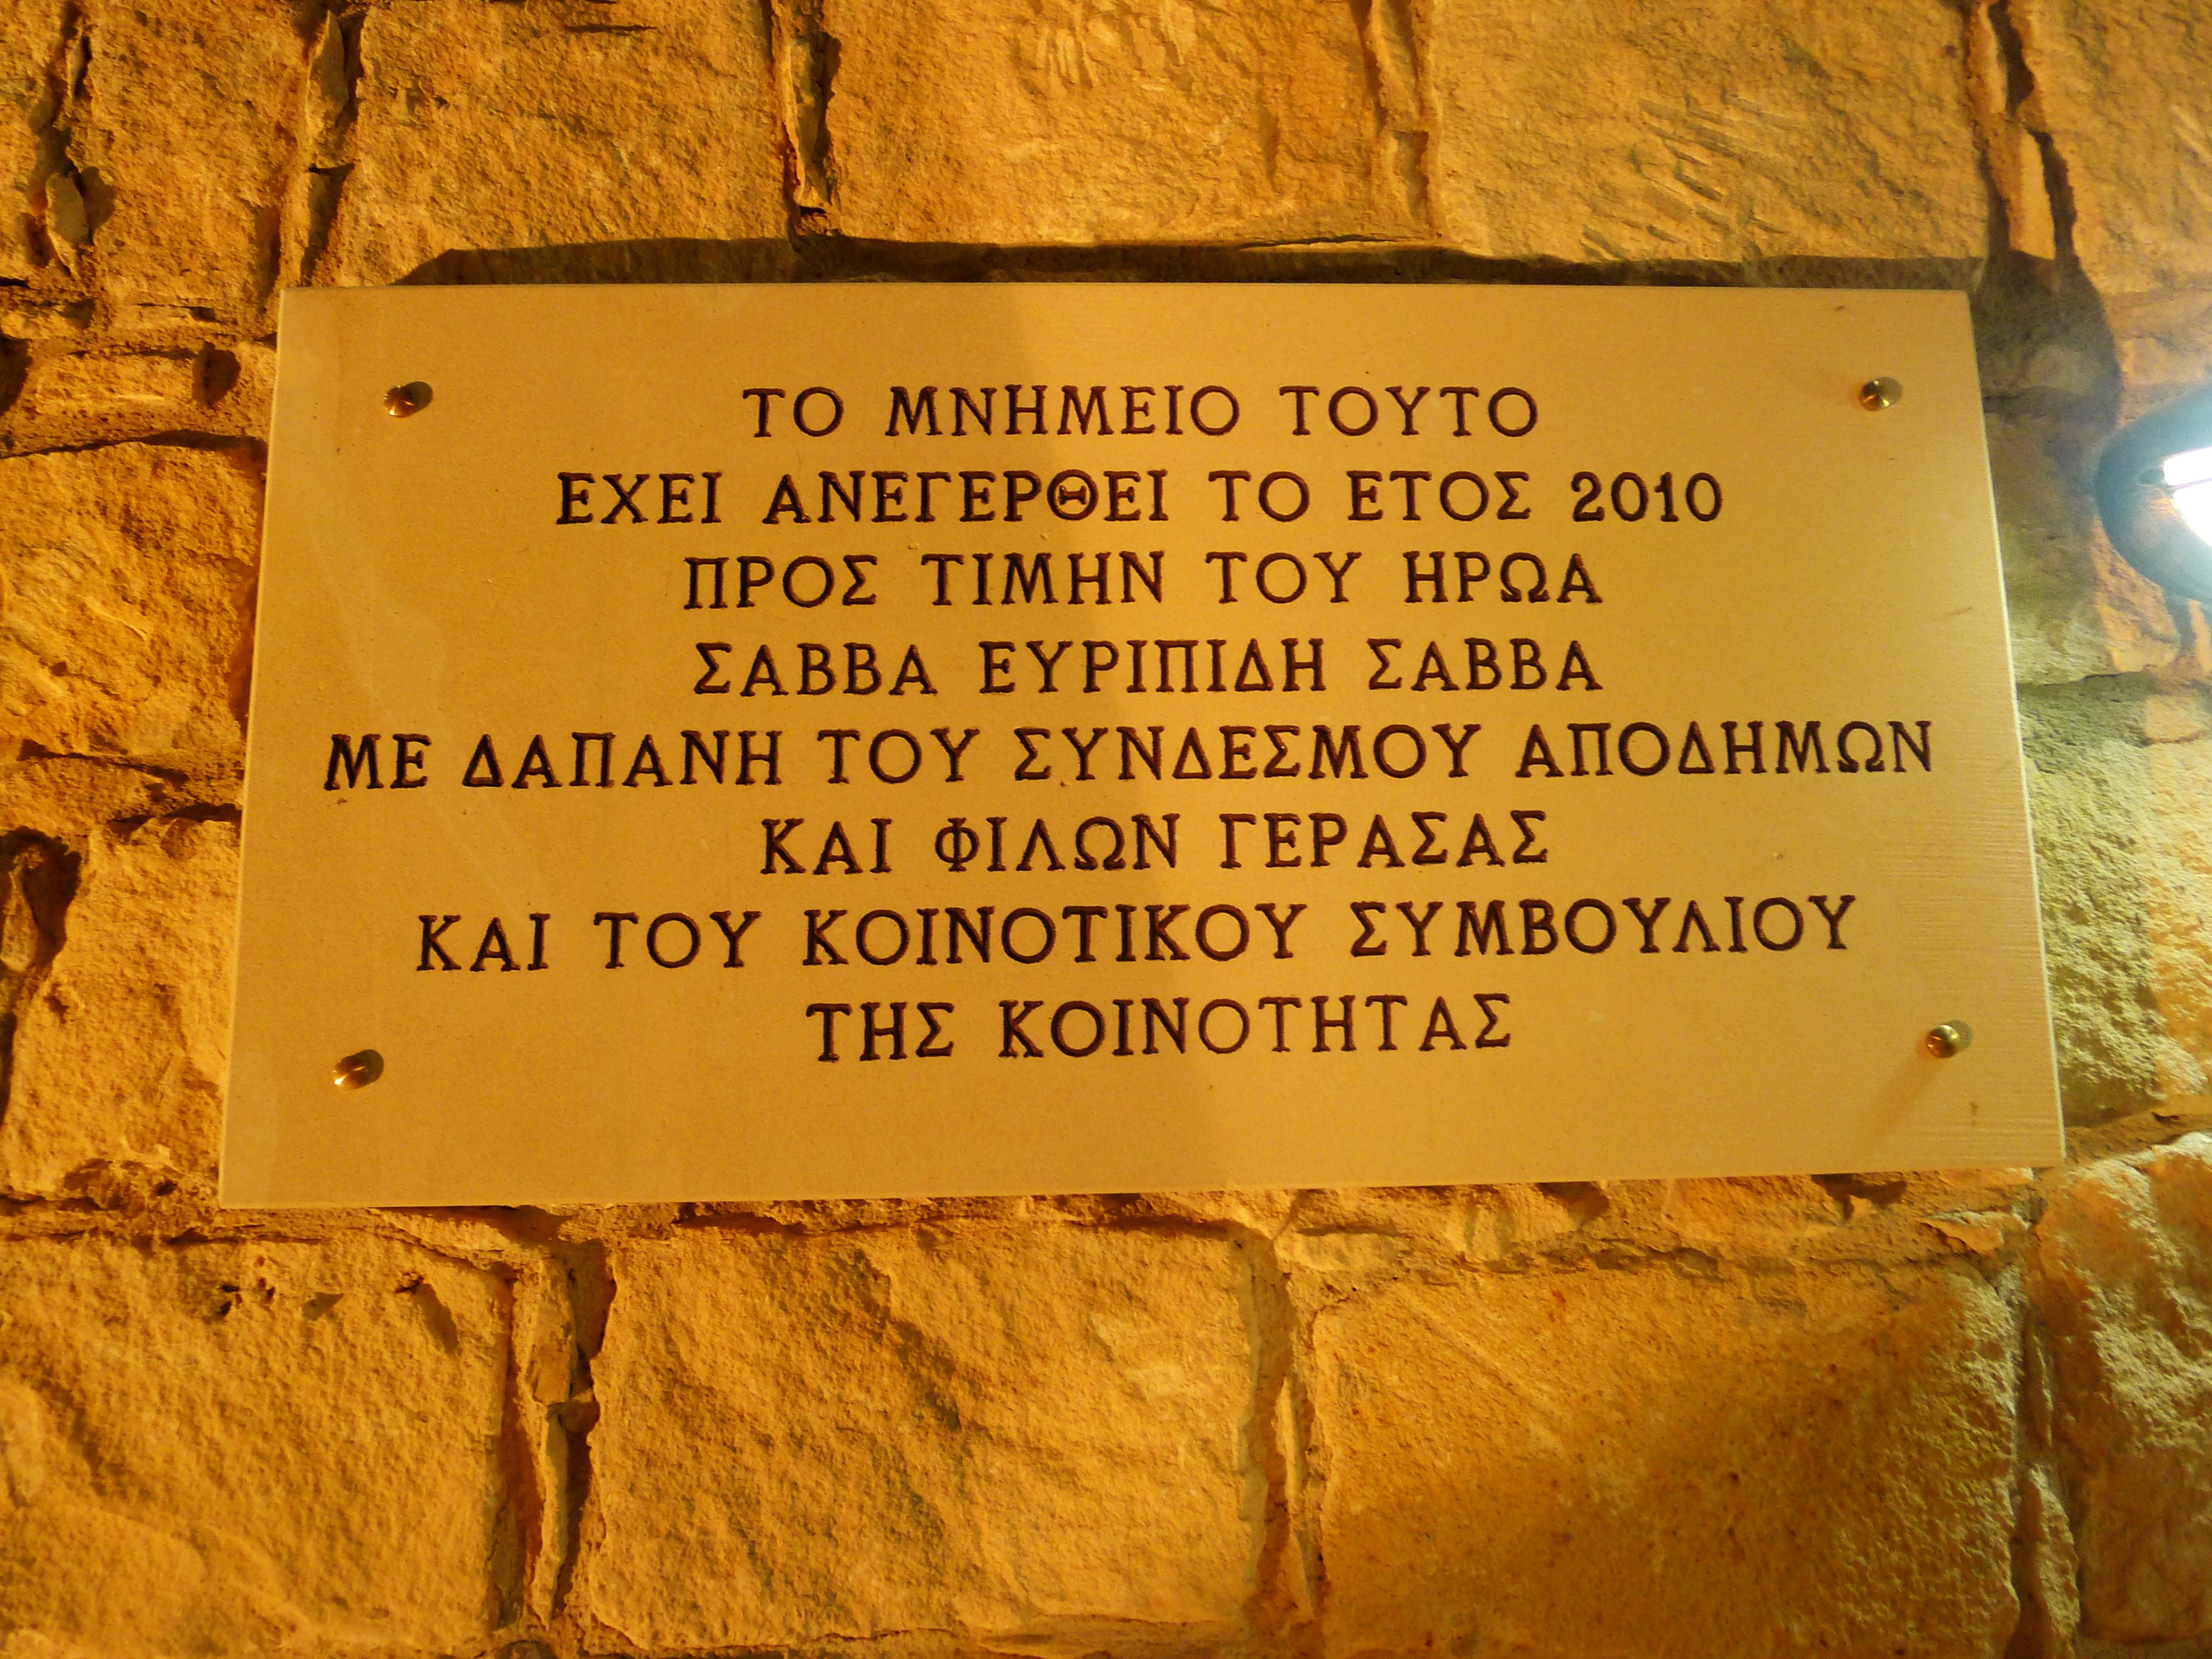 ΤΟ ΜΝΗΜΕΙΟ ΤΟΥΤΟ
ΕΧΕΙ ΑΝΕΓΕΡΘΕΙ ΤΟ ΕΤΟΣ 2010
ΠΡΟΣ ΤΙΜΗΝ ΤΟΥ ΗΡΩΑ
ΣΑΒΒΑ ΕΥΡΙΠΙΔΗ ΣΑΒΒΑ
ΜΕ ΔΑΠΑΝΗ ΤΟΥ ΣΥΝΔΕΣΜΟΥ ΑΠΟΔΗΜΩΝ
ΚΑΙ ΦΙΛΩΝ ΓΕΡΑΣΑΣ
ΚΑΙ ΤΟΥ ΚΟΙΝΟΤΙΚΟΥ ΣΥΜΒΟΥΛΙΟΥ
ΤΗΣ ΚΟΙΝΟΤΗΤΑΣ